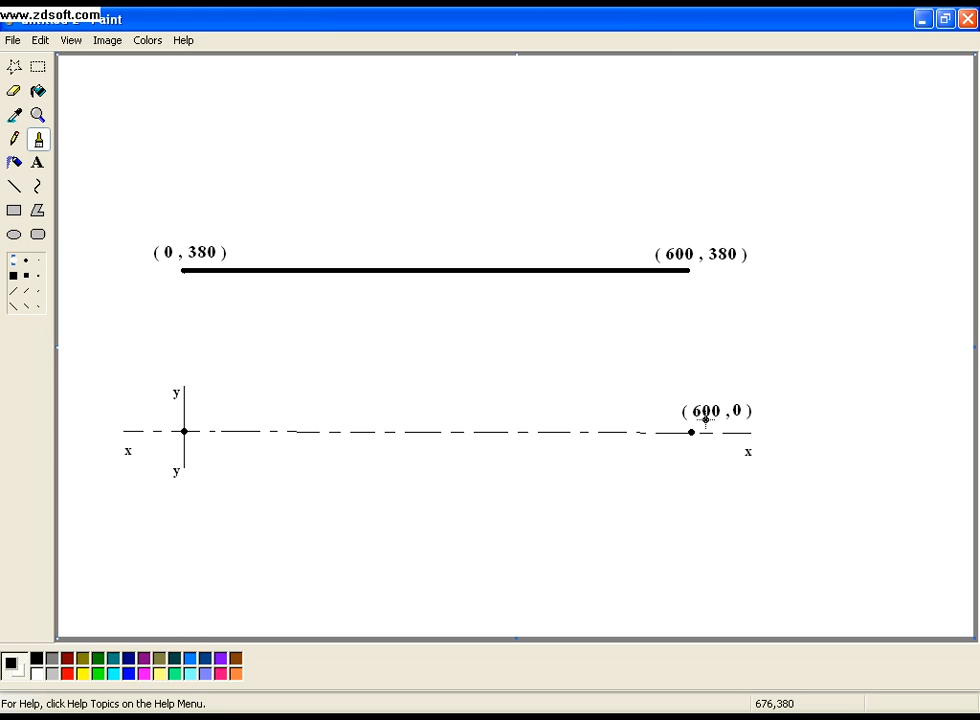 www.zdsoft.com
Paint
File Edit View Image Colors Help
( 0 , 380 ) ( 600 , 380 )
y
( 600 , 0 )
x x
y
For Help, click Help Topics on the Help Menu. 676,380